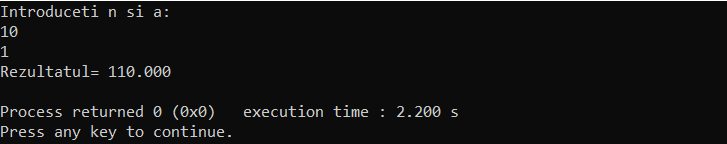 Introduceti n si a:
10
1
Rezultatul= 110.000
Process returned 0 (0x0)   execution time : 2.200 s
Press any key to continue.